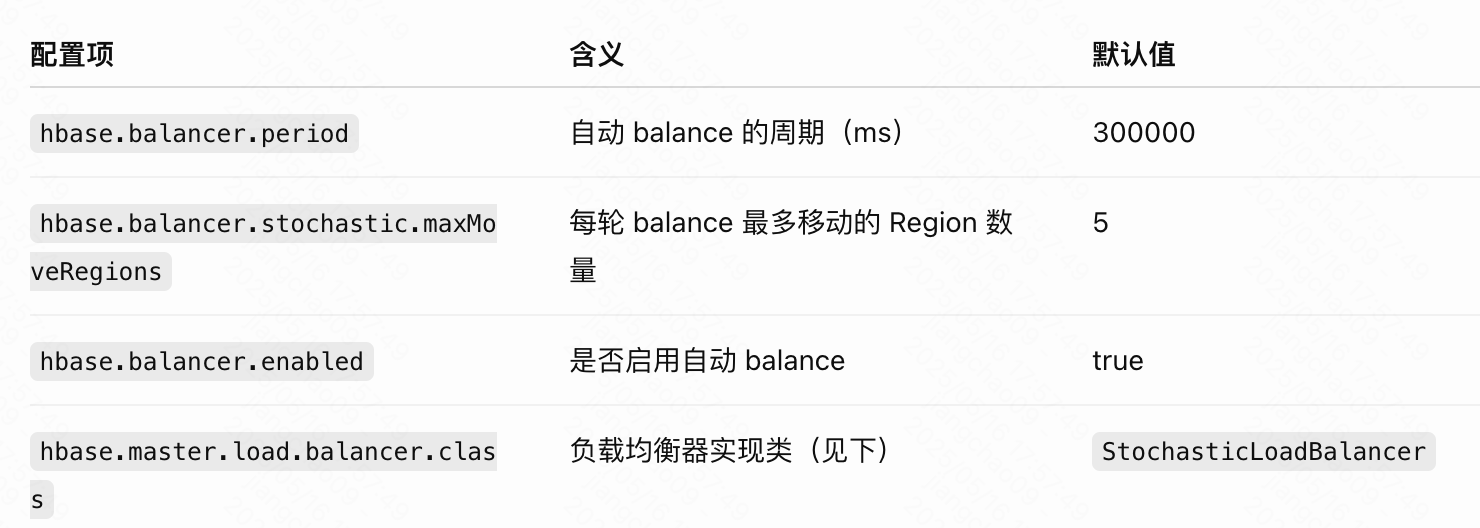 配置项 含义 默认值
hbase.balancer.period 自动 balance 的周期（ms） 300000
hbase.balancer.stochastic.maxMo 每轮 balance 最多移动的 Region 数 5
veRegions 量
hbase.balancer.enabled 是否启用自动 balance true
hbase.master.load.balancer.clas 负载均衡器实现类（见下） StochasticLoadBalancer
s